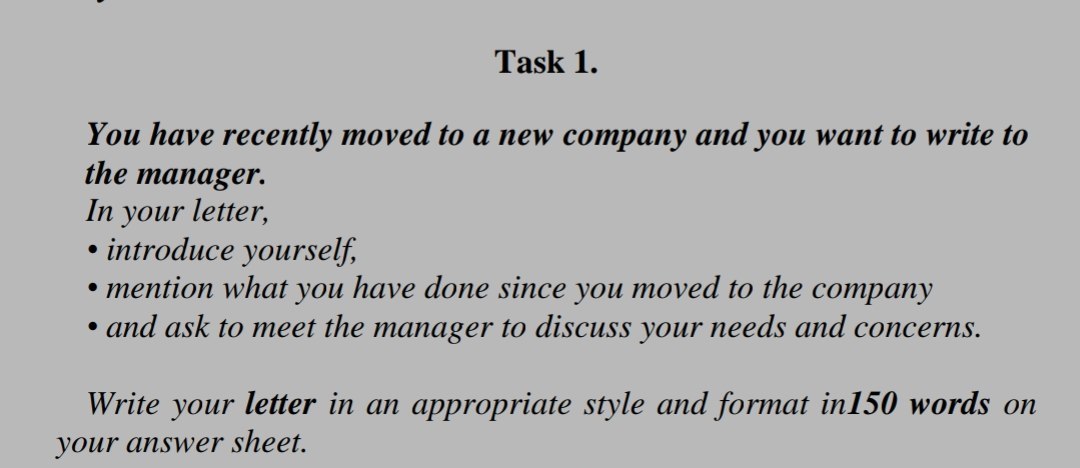 Task 1.
You have recently moved to a new company and you want to write to
the manager.
In your letter,
• introduce yourself,
• mention what you have done since you moved to the company
• and ask to meet the manager to discuss your needs and concerns.
Write your letter in an appropriate style and format in150 words on
your answer sheet.